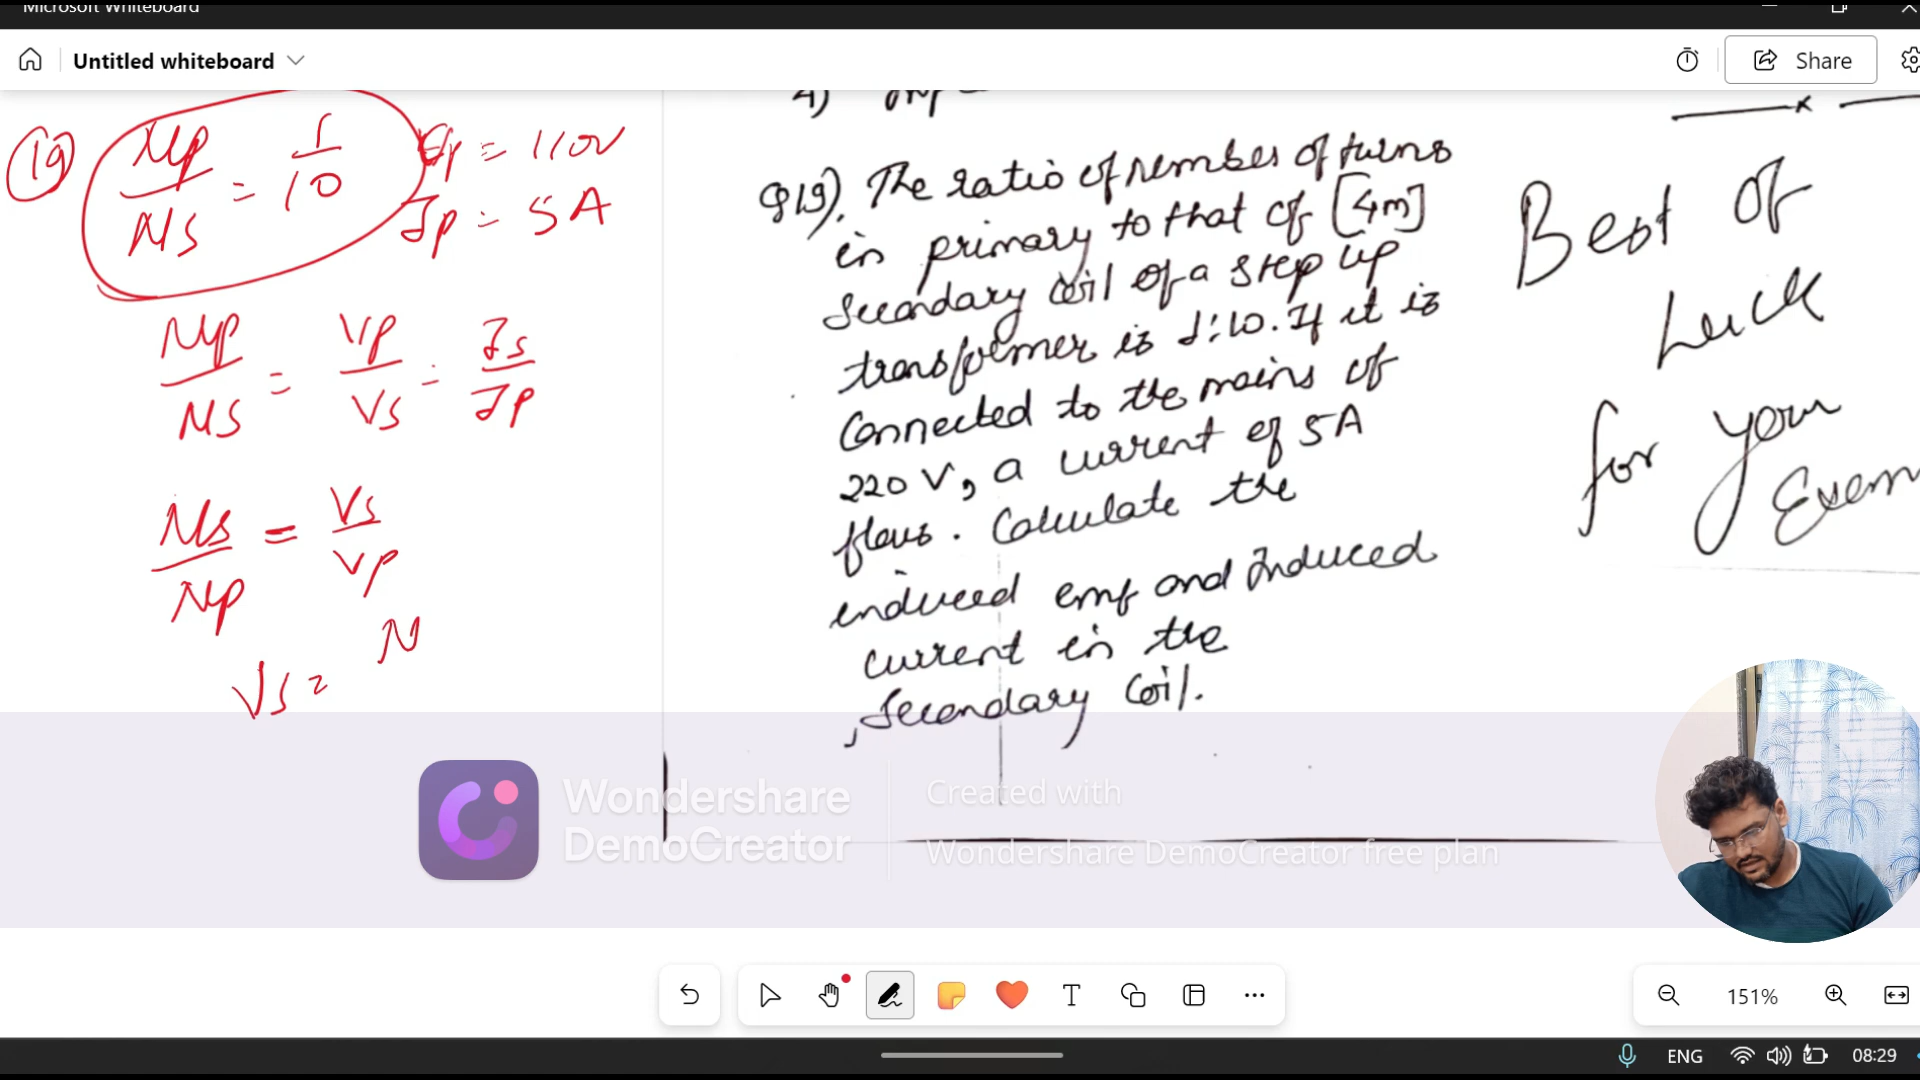 Microsoft Whiteboard
Untitled whiteboard
Share
19
Np/Ns = 1/10
Ep = 110V
Ip = 5A
Np/Ns = Vp/Vs = Is/Ip
Ns/Np = Vs/Vp
Vs = N
4)
Q19). The ratio of number of turns
in primary to that of [4m]
Secondary coil of a step up
transformer is 1:10. If it is
Connected to the mains of
220 V, a current of 5A
flows. Calculate the
induced emf and Induced
current in the
Secondary Coil.
Best of
Luck
for your
Exam
Wondershare
DemoCreator
Created with
Wondershare DemoCreator free plan
T
151%
ENG
08:29